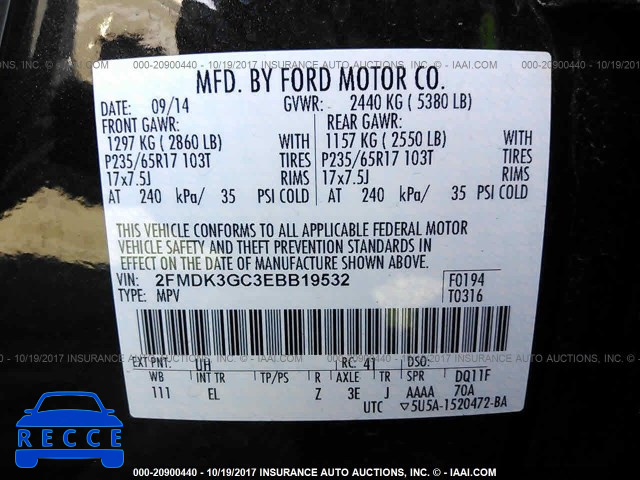 000-20900440 - 10/19/2017 INSURANCE AUTO AUCTIONS, INC. - © IAAI.COM
MFD. BY FORD MOTOR CO.
DATE: 09/14 GVWR: 2440 KG ( 5380 LB)
FRONT GAWR: REAR GAWR:
1297 KG ( 2860 LB) WITH 1157 KG ( 2550 LB) WITH
P235/65R17 103T TIRES P235/65R17 103T TIRES
17x7.5J RIMS 17x7.5J RIMS
AT 240 kPa/ 35 PSI COLD AT 240 kPa/ 35 PSI COLD
THIS VEHICLE CONFORMS TO ALL APPLICABLE FEDERAL MOTOR
VEHICLE SAFETY AND THEFT PREVENTION STANDARDS IN
EFFECT ON THE DATE OF MANUFACTURE SHOWN ABOVE.
VIN: 2FMDK3GC3EBB19532 F0194
TYPE: MPV T0316
EXT PNT: UH RC: 41 DSO:
WB INT TR TP/PS R AXLE TR SPR DQ11F
111 EL Z 3E J AAAA 70A
UTC ▽5U5A-1520472-BA
RECCE
000-20900440 - 10/19/2017 INSURANCE AUTO AUCTIONS, INC. - © IAAI.COM